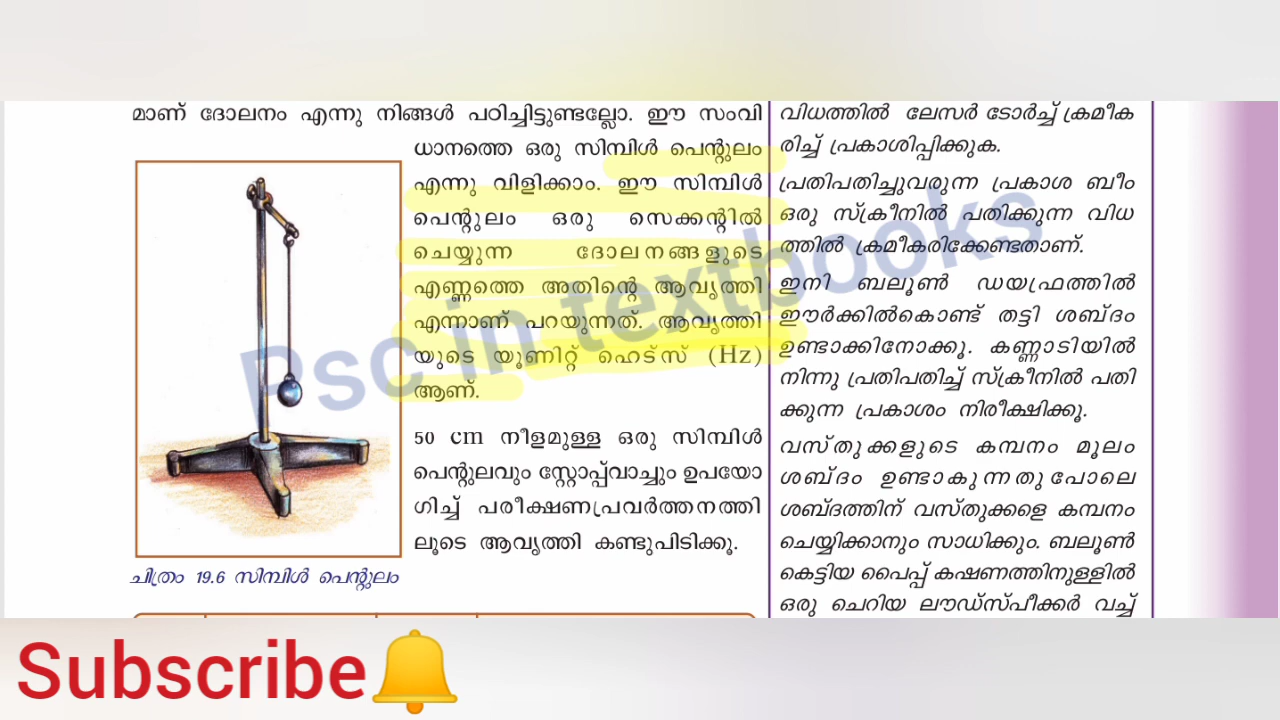 മാണ് ദോലനം എന്നു നിങ്ങൾ പഠിച്ചിട്ടുണ്ടല്ലോ. ഈ സംവി
ധാനത്തെ ഒരു സിമ്പിൾ പെന്റുലം
എന്നു വിളിക്കാം. ഈ സിമ്പിൾ
പെന്റുലം ഒരു സെക്കന്റിൽ
ചെയ്യുന്ന ദോലനങ്ങളുടെ
എണ്ണത്തെ അതിന്റെ ആവൃത്തി
എന്നാണ് പറയുന്നത്. ആവൃത്തി
യുടെ യൂണിറ്റ് ഹെട്സ് (Hz)
ആണ്.
50 cm നീളമുള്ള ഒരു സിമ്പിൾ
പെന്റുലവും സ്റ്റോപ്പ്‌വാച്ചും ഉപയോ
ഗിച്ച് പരീക്ഷണപ്രവർത്തനത്തി
ലൂടെ ആവൃത്തി കണ്ടുപിടിക്കൂ.
ചിത്രം 19.6 സിമ്പിൾ പെന്റുലം
വിധത്തിൽ ലേസർ ടോർച്ച് ക്രമീക
രിച്ച് പ്രകാശിപ്പിക്കുക.
പ്രതിപതിച്ചുവരുന്ന പ്രകാശ ബീം
ഒരു സ്ക്രീനിൽ പതിക്കുന്ന വിധ
ത്തിൽ ക്രമീകരിക്കേണ്ടതാണ്.
ഇനി ബലൂൺ ഡയഫ്രത്തിൽ
ഈർക്കിൽകൊണ്ട് തട്ടി ശബ്ദം
ഉണ്ടാക്കിനോക്കൂ. കണ്ണാടിയിൽ
നിന്നു പ്രതിപതിച്ച് സ്ക്രീനിൽ പതി
ക്കുന്ന പ്രകാശം നിരീക്ഷിക്കൂ.
വസ്തുക്കളുടെ കമ്പനം മൂലം
ശബ്ദം ഉണ്ടാകുന്നതുപോലെ
ശബ്ദത്തിന് വസ്തുക്കളെ കമ്പനം
ചെയ്യിക്കാനും സാധിക്കും. ബലൂൺ
കെട്ടിയ പൈപ്പ് കഷണത്തിനുള്ളിൽ
ഒരു ചെറിയ ലൗഡ്സ്പീക്കർ വച്ച്
Psc in textbooks
Subscribe